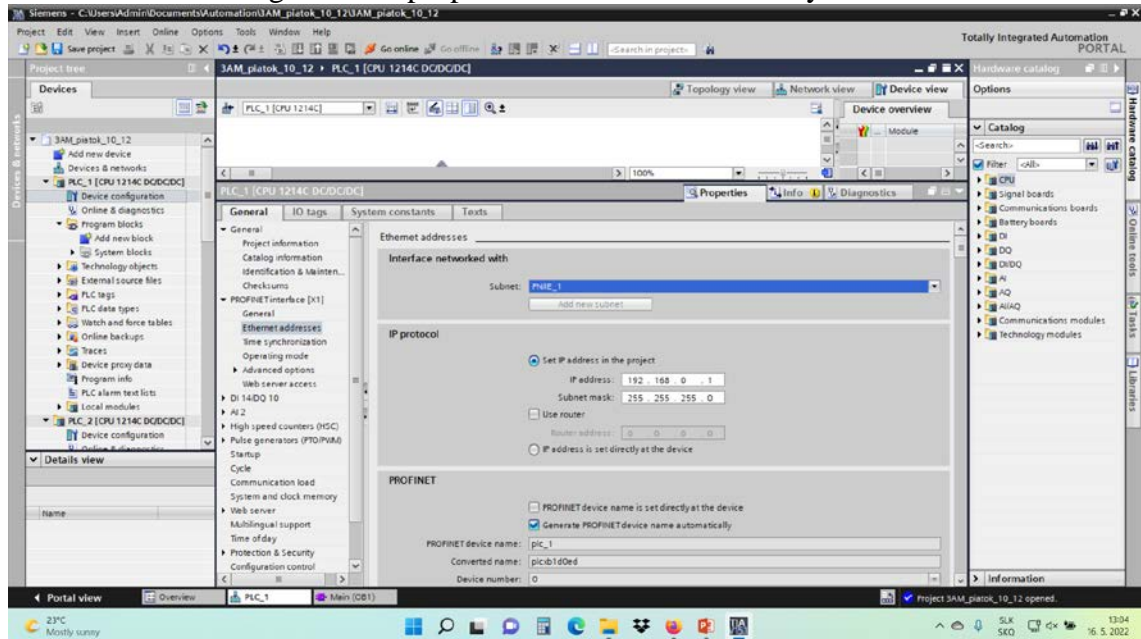 Siemens - C:\Users\Admin\Documents\Automation\3AM_piatok_10_12\3AM_piatok_10_12
Project Edit View Insert Online Options Tools Window Help
Totally Integrated Automation
PORTAL
Save project
Go online
Go offline
<Search in project>
Project tree
3AM_piatok_10_12 PLC_1 [CPU 1214C DC/DC/DC]
Hardware catalog
Devices
Topology view
Network view
Device view
Options
PLC_1 [CPU 1214C]
Device overview
Module
Catalog
<Search>
Filter <All>
CPU
Signal boards
Communications boards
Battery boards
DI
DQ
DI/DQ
AI
AQ
AI/AQ
Communications modules
Technology modules
Information
Devices & networks
3AM_piatok_10_12
Add new device
Devices & networks
PLC_1 [CPU 1214C DC/DC/DC]
Device configuration
Online & diagnostics
Program blocks
Add new block
System blocks
Technology objects
External source files
PLC tags
PLC data types
Watch and force tables
Online backups
Traces
Device proxy data
Program info
PLC alarm text lists
Local modules
PLC_2 [CPU 1214C DC/DC/DC]
Device configuration
Online & diagnostics
Details view
Name
100%
PLC_1 [CPU 1214C DC/DC/DC]
Properties
Info
Diagnostics
General
IO tags
System constants
Texts
General
Project information
Catalog information
Identification & Mainten...
Checksums
PROFINET interface [X1]
General
Ethernet addresses
Time synchronization
Operating mode
Advanced options
Web server access
DI 14/DQ 10
AI 2
High speed counters (HSC)
Pulse generators (PTO/PWM)
Startup
Cycle
Communication load
System and clock memory
Web server
Multilingual support
Time of day
Protection & Security
Configuration control
Ethernet addresses
Interface networked with
Subnet: PN/IE_1
Add new subnet
IP protocol
Set IP address in the project
IP address: 192 . 168 . 0 . 1
Subnet mask: 255 . 255 . 255 . 0
Use router
Router address: 0 . 0 . 0 . 0
IP address is set directly at the device
PROFINET
PROFINET device name is set directly at the device
Generate PROFINET device name automatically
PROFINET device name: plc_1
Converted name: plcxb1d0ed
Device number: 0
Hardware catalog
Online tools
Tasks
Libraries
Portal view
Overview
PLC_1
Main (OB1)
Project 3AM_piatok_10_12 opened.
23°C
Mostly sunny
SLK
SKQ
13:04
16. 5. 2022